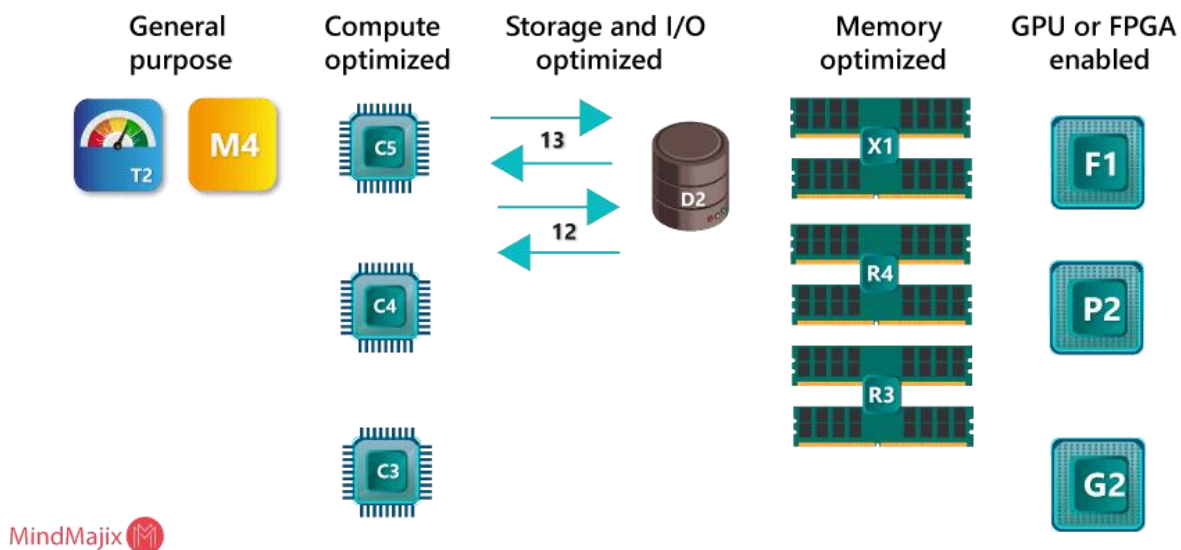 General
purpose
Compute
optimized
Storage and I/O
optimized
Memory
optimized
GPU or FPGA
enabled
T2
M4
C5
13
12
D2
X1
F1
C4
R4
P2
C3
R3
G2
MindMajix